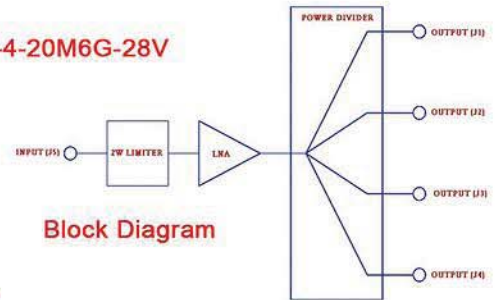 POWER DIVIDER
-4-20M6G-28V
OUTPUT (J1)
OUTPUT (J2)
INPUT (J5)
2W LIMITER
LNA
OUTPUT (J3)
Block Diagram
OUTPUT (J4)